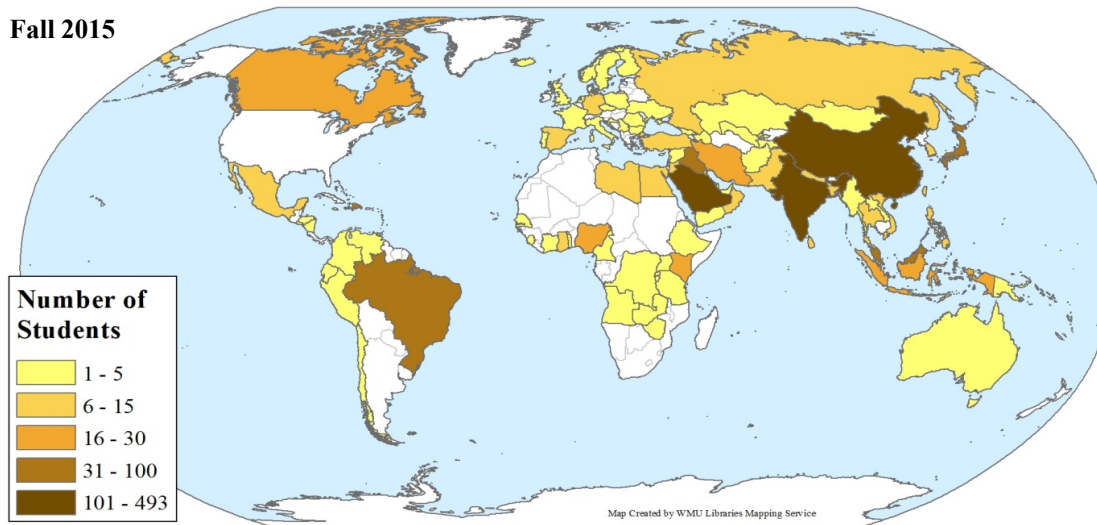 Fall 2015
Number of
Students
1 - 5
6 - 15
16 - 30
31 - 100
101 - 493
Map Created by WMU Libraries Mapping Service